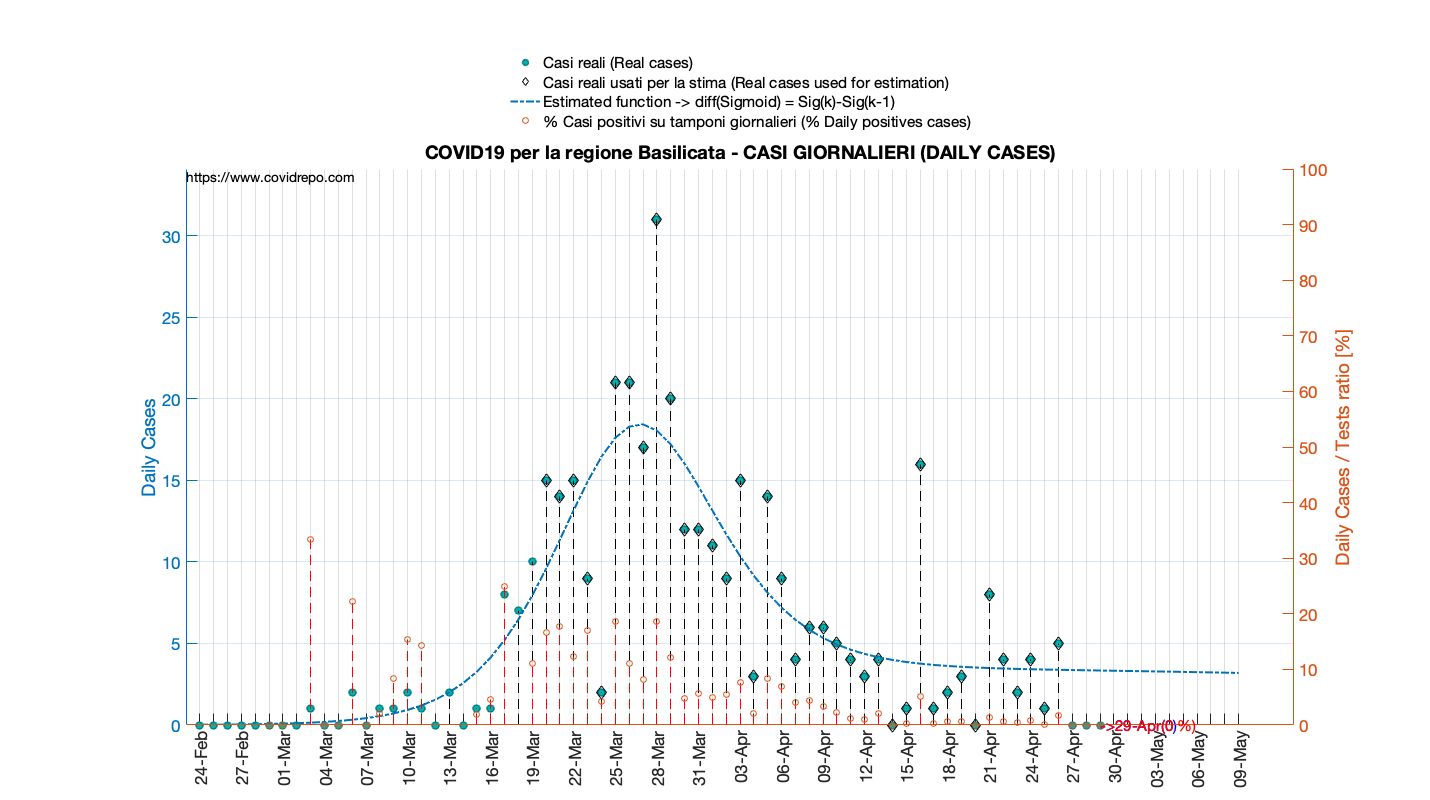 Casi reali (Real cases)
Casi reali usati per la stima (Real cases used for estimation)
Estimated function -> diff(Sigmoid) = Sig(k)-Sig(k-1)
% Casi positivi su tamponi giornalieri (% Daily positives cases)
COVID19 per la regione Basilicata - CASI GIORNALIERI (DAILY CASES)
https://www.covidrepo.com
Daily Cases
30
25
20
15
10
5
0
100
90
80
70
60
50
40
30
20
10
0
Daily Cases / Tests ratio [%]
>29-Apr(0)%)
24-Feb
27-Feb
01-Mar
04-Mar
07-Mar
10-Mar
13-Mar
16-Mar
19-Mar
22-Mar
25-Mar
28-Mar
31-Mar
03-Apr
06-Apr
09-Apr
12-Apr
15-Apr
18-Apr
21-Apr
24-Apr
27-Apr
30-Apr
03-May
06-May
09-May